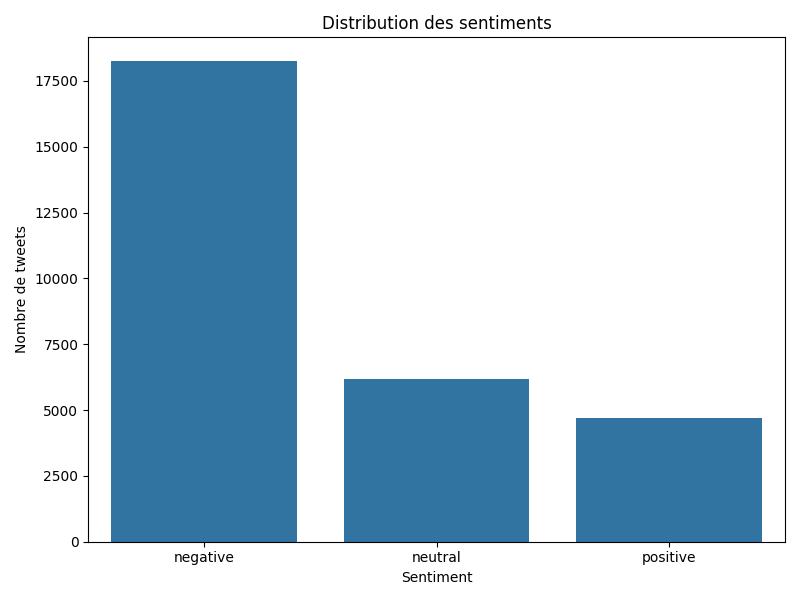 Distribution des sentiments
17500
15000
12500
10000
7500
5000
2500
0
Nombre de tweets
negative
neutral
positive
Sentiment